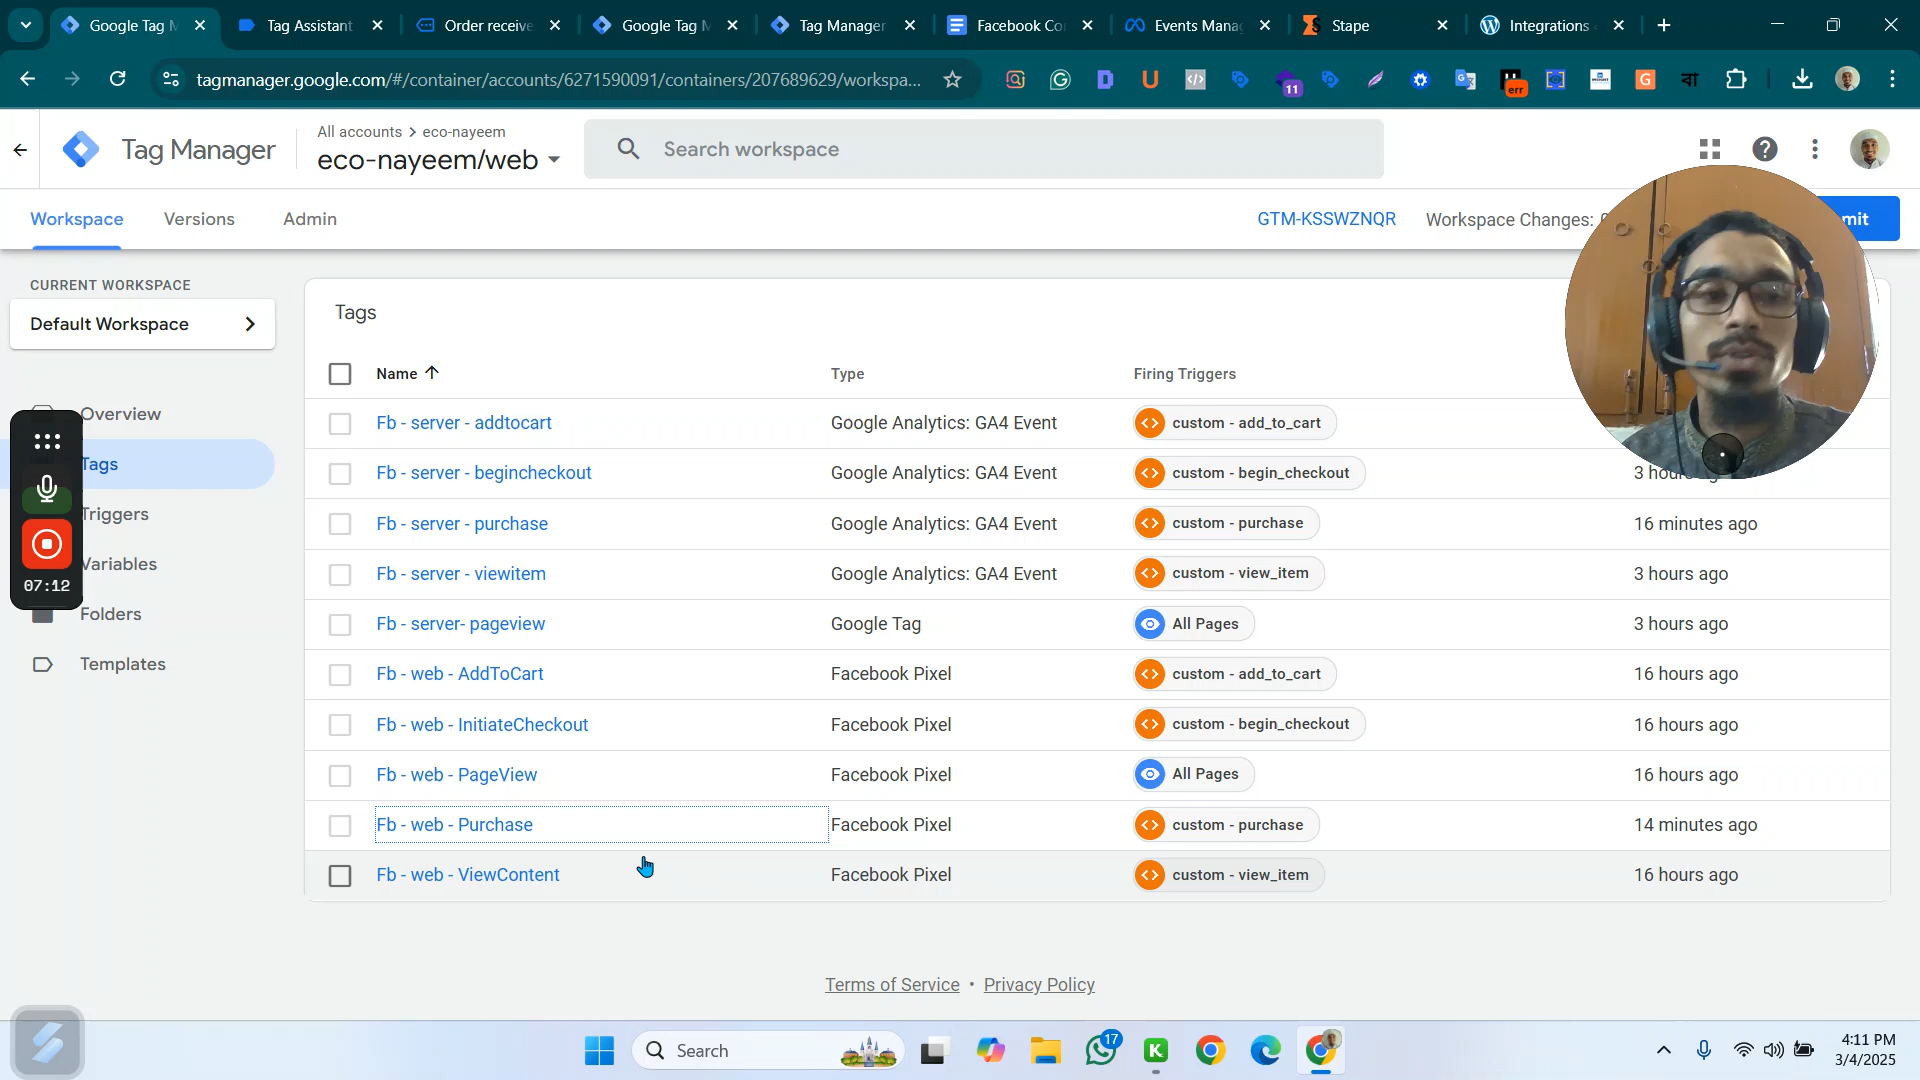 Google Tag M
Tag Assistant
Order receive
Google Tag M
Tag Manager
Facebook Co
Events Mana
Stape
Integrations
tagmanager.google.com/#/container/accounts/6271590091/containers/207689629/workspa...
11
err
বা
Tag Manager
All accounts > eco-nayeem
eco-nayeem/web
Search workspace
Workspace
Versions
Admin
GTM-KSSWZNQR
Workspace Changes:
mit
CURRENT WORKSPACE
Default Workspace
Overview
Tags
Triggers
Variables
Folders
Templates
07:12
Tags
Name
Type
Firing Triggers
Fb - server - addtocart
Google Analytics: GA4 Event
custom - add_to_cart
Fb - server - begincheckout
Google Analytics: GA4 Event
custom - begin_checkout
3 hours ago
Fb - server - purchase
Google Analytics: GA4 Event
custom - purchase
16 minutes ago
Fb - server - viewitem
Google Analytics: GA4 Event
custom - view_item
3 hours ago
Fb - server- pageview
Google Tag
All Pages
3 hours ago
Fb - web - AddToCart
Facebook Pixel
custom - add_to_cart
16 hours ago
Fb - web - InitiateCheckout
Facebook Pixel
custom - begin_checkout
16 hours ago
Fb - web - PageView
Facebook Pixel
All Pages
16 hours ago
Fb - web - Purchase
Facebook Pixel
custom - purchase
14 minutes ago
Fb - web - ViewContent
Facebook Pixel
custom - view_item
16 hours ago
Terms of Service • Privacy Policy
Search
17
4:11 PM
3/4/2025